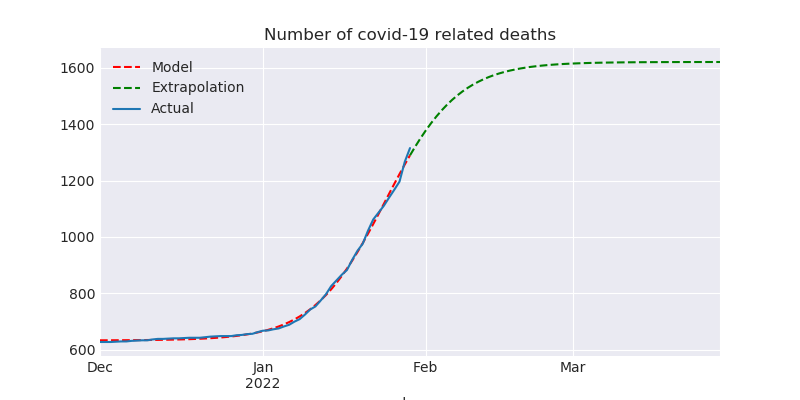 Number of covid-19 related deaths
Model
Extrapolation
Actual
1600
1400
1200
1000
800
600
Dec
Jan
2022
Feb
Mar